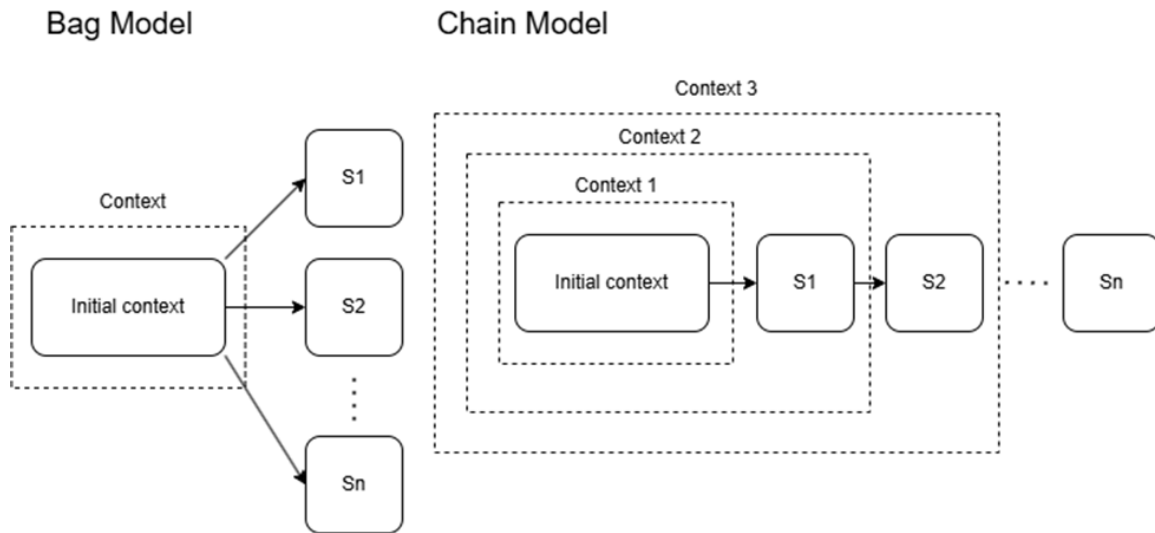 Bag Model
Context
Initial context
S1
S2
Sn
Chain Model
Context 3
Context 2
Context 1
Initial context
S1
S2
Sn